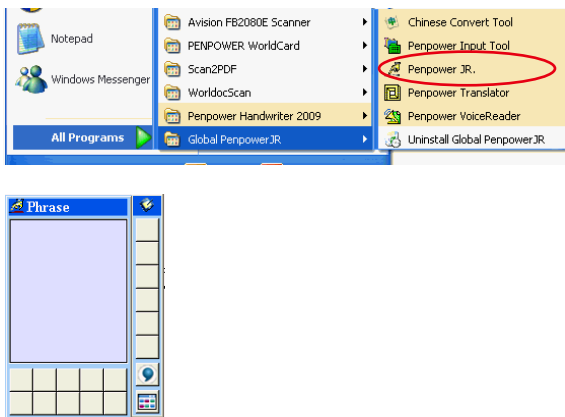 Notepad
Windows Messenger
All Programs
Avision FB2080E Scanner
PENPOWER WorldCard
Scan2PDF
WorldocScan
Penpower Handwriter 2009
Global PenpowerJR
Chinese Convert Tool
Penpower Input Tool
Penpower JR.
Penpower Translator
Penpower VoiceReader
Uninstall Global PenpowerJR
Phrase